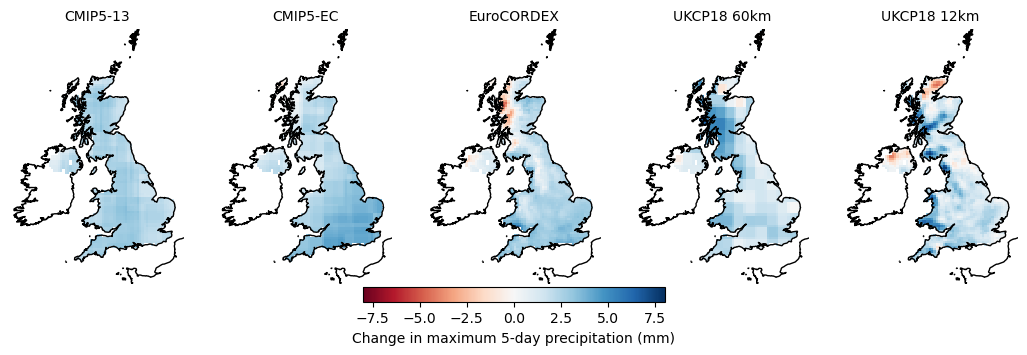 CMIP5-13 CMIP5-EC EuroCORDEX UKCP18 60km UKCP18 12km
−7.5 −5.0 −2.5 0.0 2.5 5.0 7.5
Change in maximum 5-day precipitation (mm)